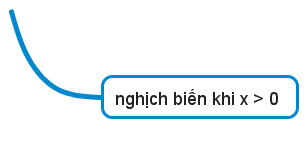 nghịch biến khi x > 0